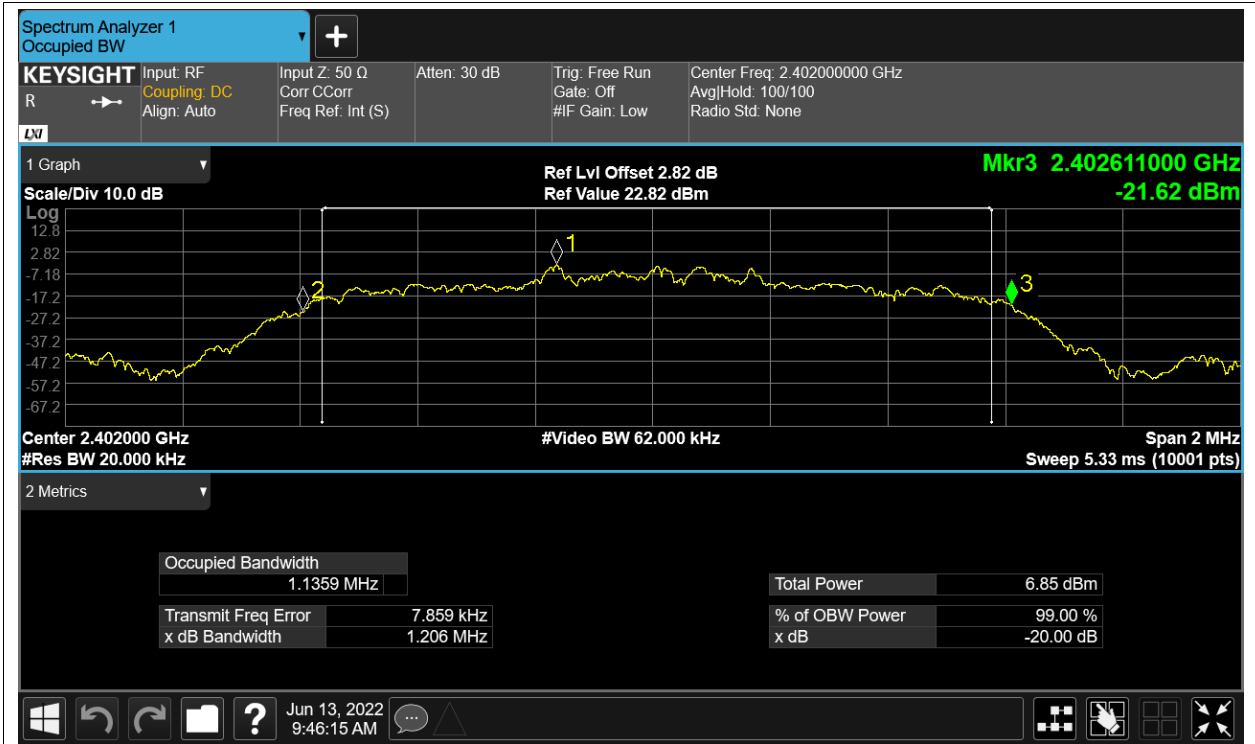 Spectrum Analyzer 1
Occupied BW
KEYSIGHT
R
LXI
Input: RF
Coupling: DC
Align: Auto
Input Z: 50 Ω
Corr CCorr
Freq Ref: Int (S)
Atten: 30 dB
Trig: Free Run
Gate: Off
#IF Gain: Low
Center Freq: 2.402000000 GHz
Avg|Hold: 100/100
Radio Std: None
1 Graph
Scale/Div 10.0 dB
Ref Lvl Offset 2.82 dB
Ref Value 22.82 dBm
Mkr3 2.402611000 GHz
-21.62 dBm
Log
12.8
2.82
-7.18
-17.2
-27.2
-37.2
-47.2
-57.2
-67.2
1
2
3
Center 2.402000 GHz
#Res BW 20.000 kHz
#Video BW 62.000 kHz
Span 2 MHz
Sweep 5.33 ms (10001 pts)
2 Metrics
Occupied Bandwidth
1.1359 MHz
Transmit Freq Error 7.859 kHz
x dB Bandwidth 1.206 MHz
Total Power 6.85 dBm
% of OBW Power 99.00 %
x dB -20.00 dB
?
Jun 13, 2022
9:46:15 AM